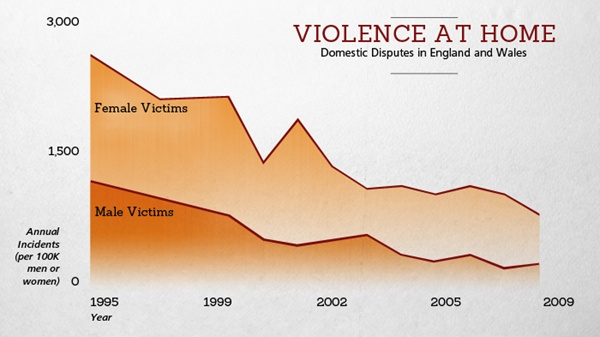 VIOLENCE AT HOME
Domestic Disputes in England and Wales
3,000
Female Victims
1,500
Male Victims
Annual
Incidents
(per 100K
men or
women)
0
1995
1999
2002
2005
2009
Year